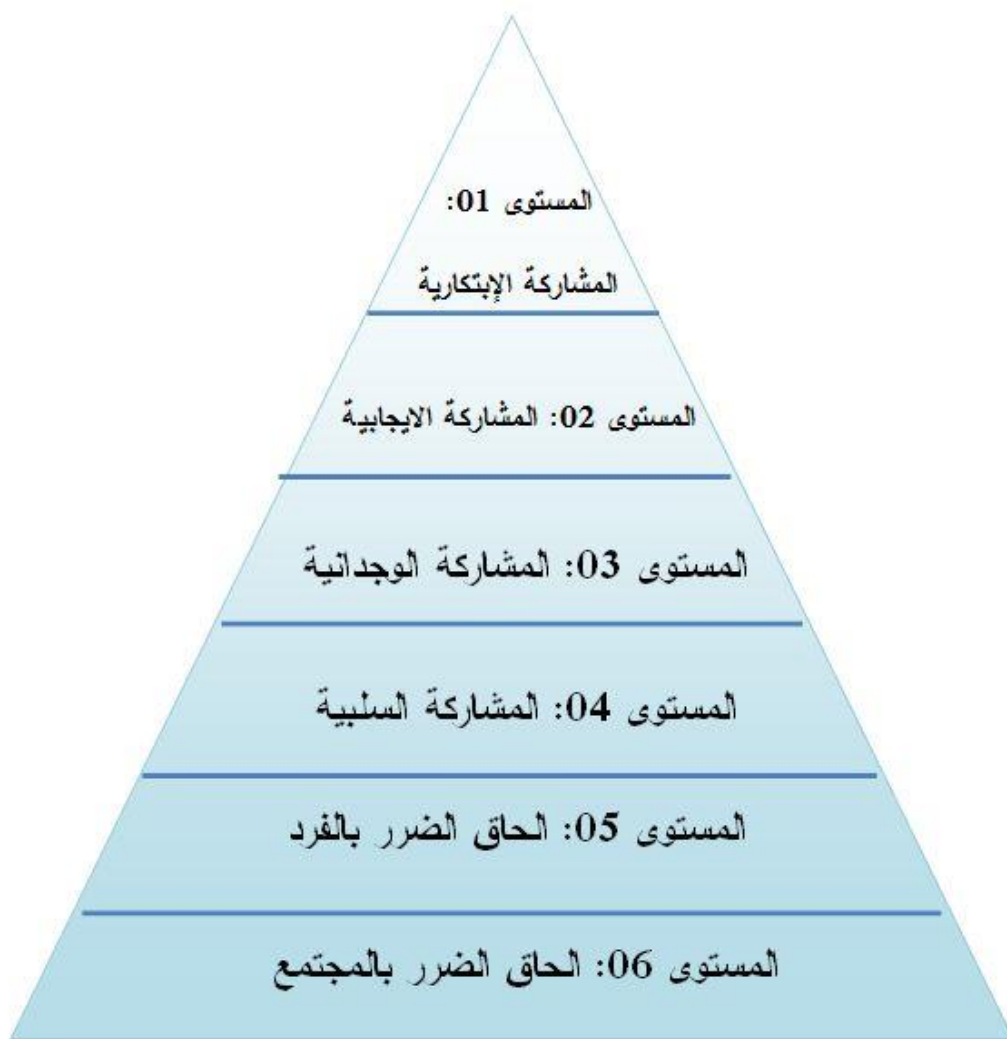 المستوى 01:
المشاركة الإبتكارية
المستوى 02: المشاركة الايجابية
المستوى 03: المشاركة الوجدانية
المستوى 04: المشاركة السلبية
المستوى 05: الحاق الضرر بالفرد
المستوى 06: الحاق الضرر بالمجتمع